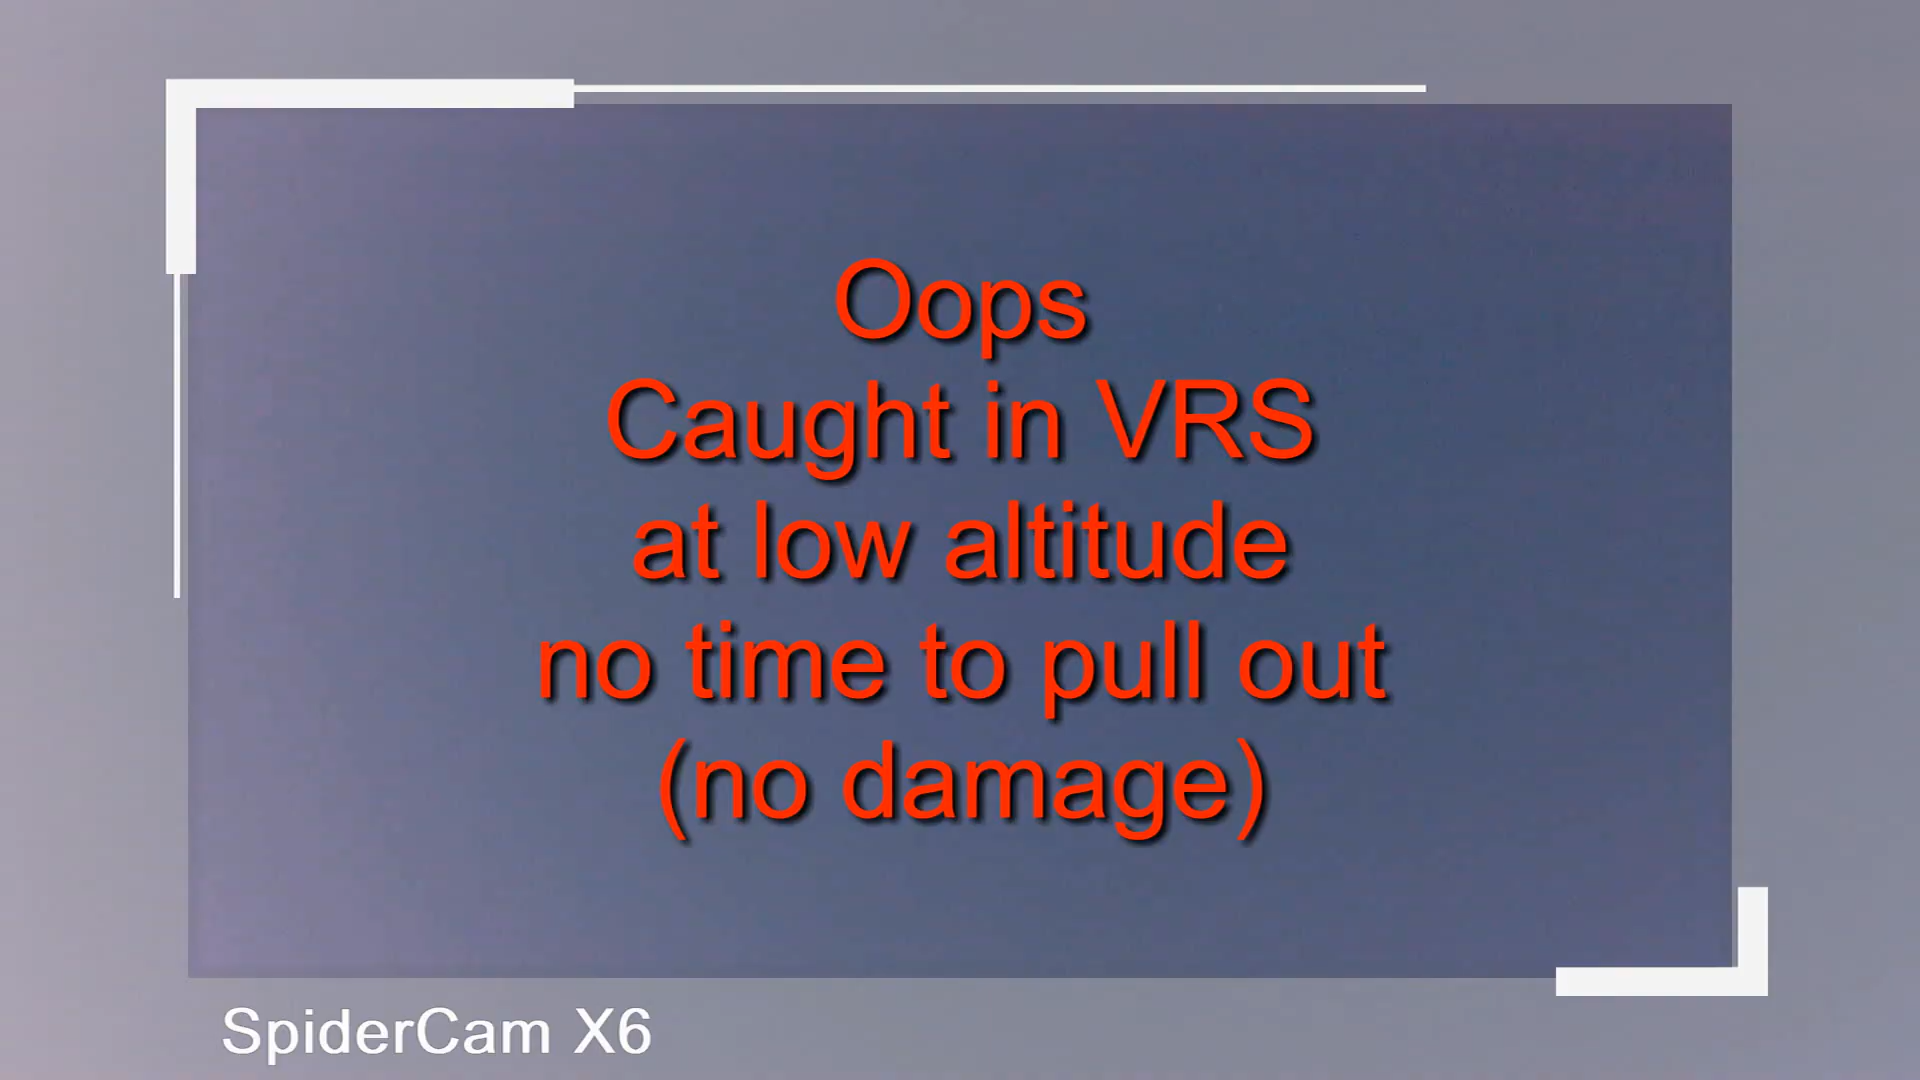 Oops
Caught in VRS
at low altitude
no time to pull out
(no damage)
SpiderCam X6